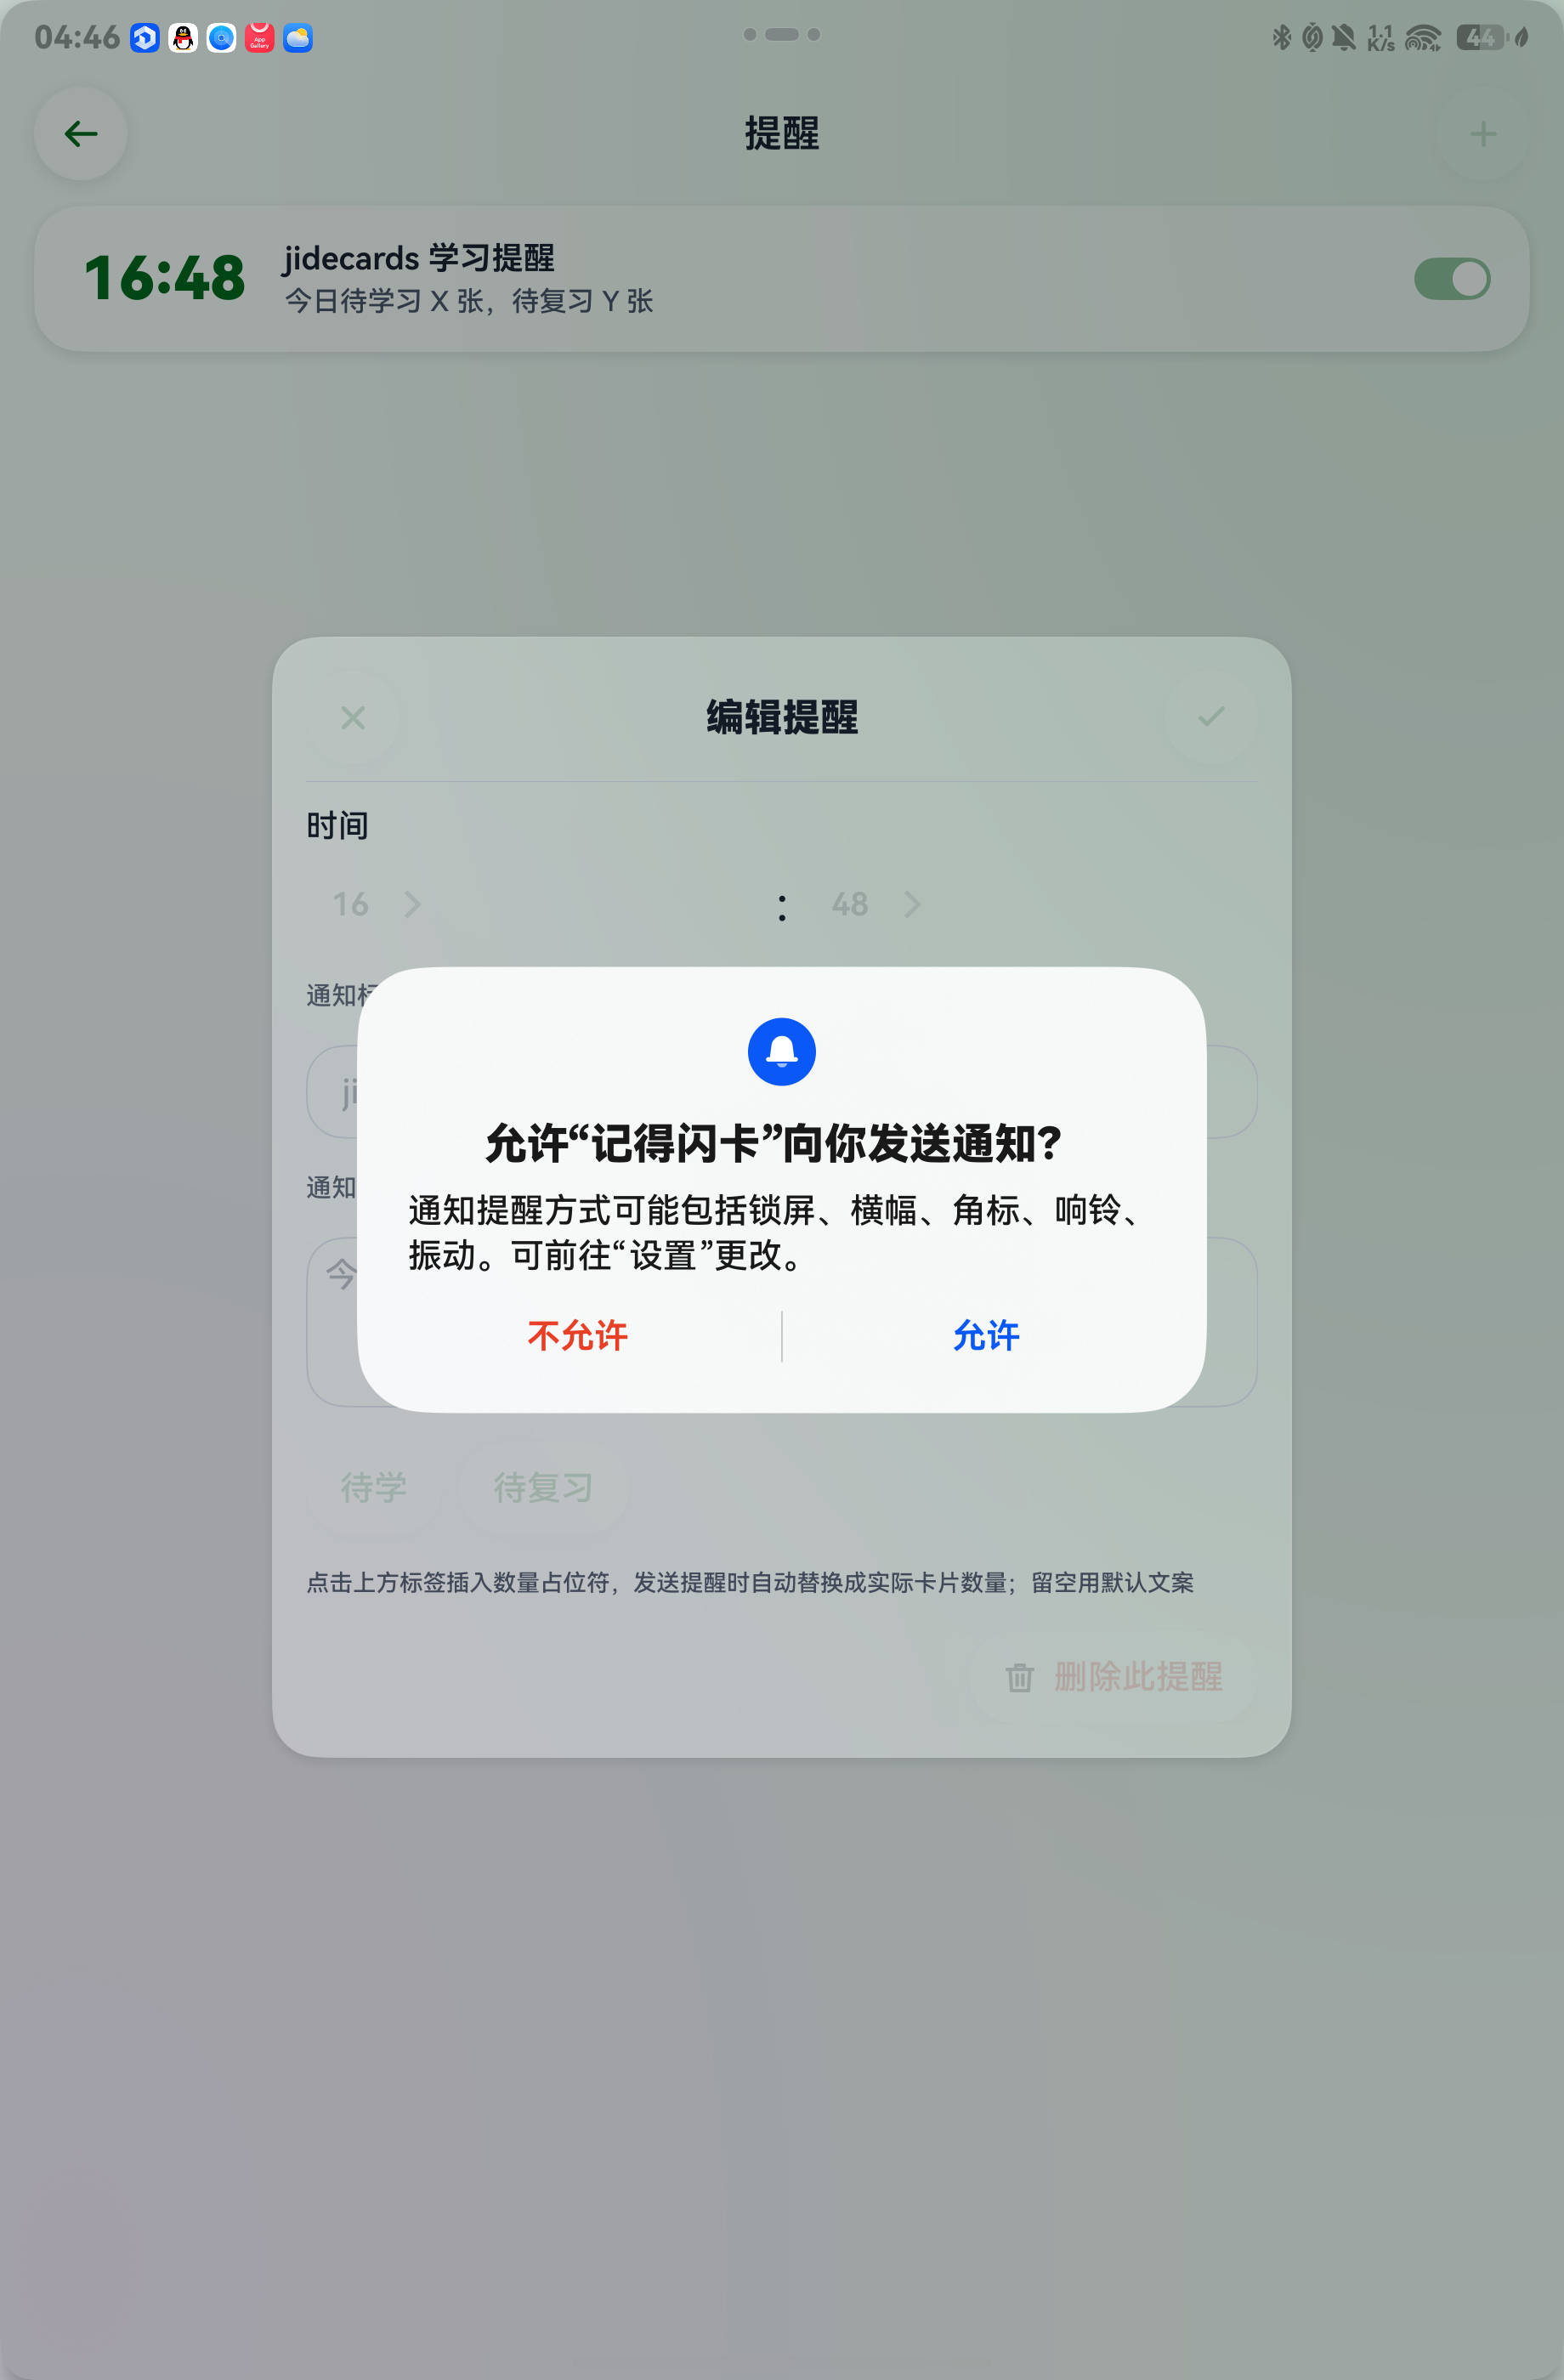 04:46
1.1
K/s
44
提醒
16:48
jidecards 学习提醒
今日待学习 X 张，待复习 Y 张
编辑提醒
时间
16
:
48
通知
ji
允许“记得闪卡”向你发送通知?
通知
通知提醒方式可能包括锁屏、横幅、角标、响铃、
振动。可前往“设置”更改。
今
不允许
允许
待学
待复习
点击上方标签插入数量占位符，发送提醒时自动替换成实际卡片数量；留空用默认文案
删除此提醒